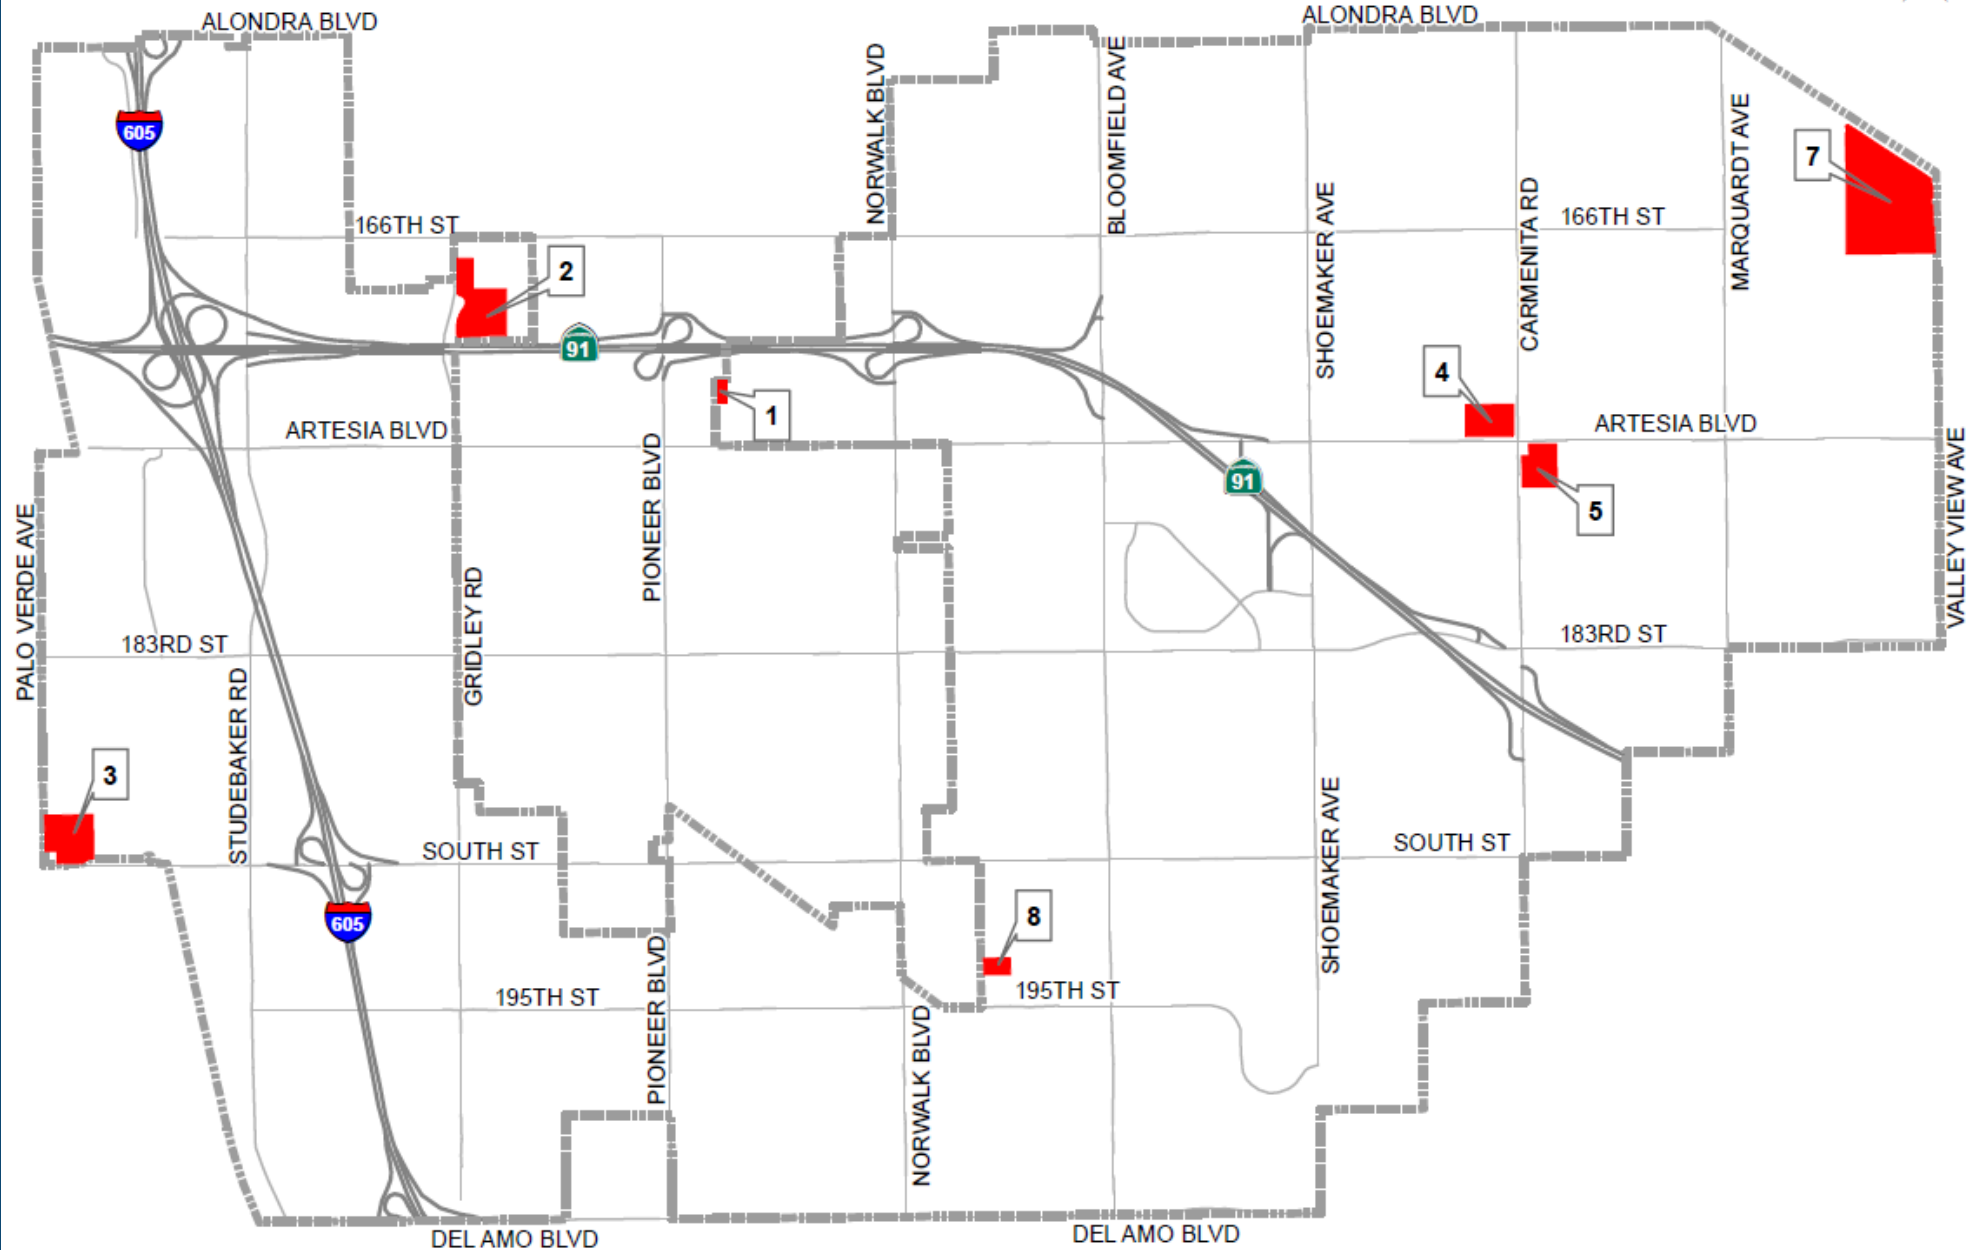 ALONDRA BLVD
ALONDRA BLVD
605
NORWALK BLVD
BLOOMFIELD AVE
MARQUARDT AVE
7
166TH ST
SHOEMAKER AVE
CARMENITA RD
166TH ST
2
91
4
1
ARTESIA BLVD
PIONEER BLVD
ARTESIA BLVD
91
5
VALLEY VIEW AVE
PALO VERDE AVE
GRIDLEY RD
183RD ST
183RD ST
STUDEBAKER RD
3
SOUTH ST
SOUTH ST
SHOEMAKER AVE
605
8
PIONEER BLVD
195TH ST
195TH ST
NORWALK BLVD
DEL AMO BLVD
DEL AMO BLVD